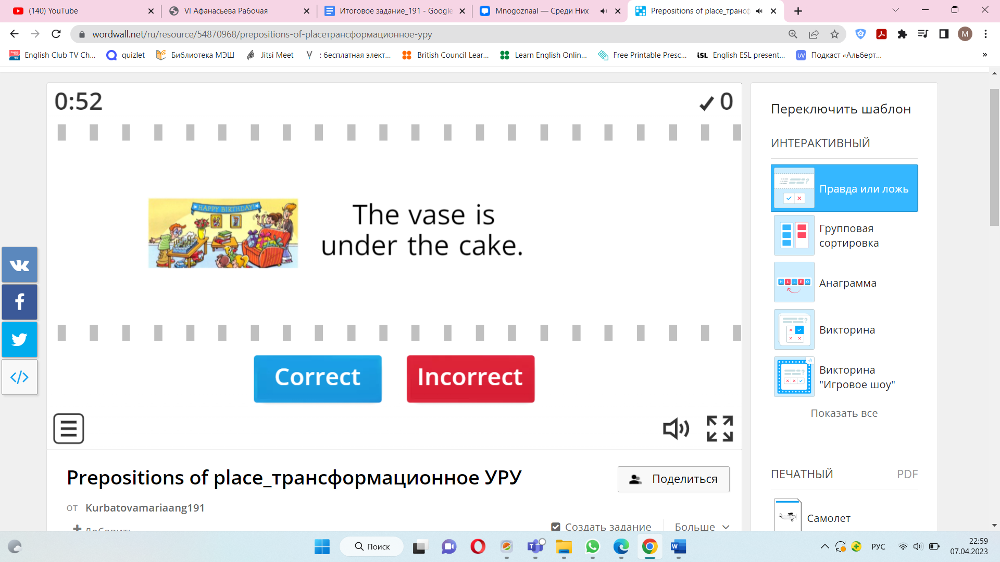 (140) YouTube
VI Афанасьева Рабочая
Итоговое задание_191 - Google
Mnogoznaal — Среди Них
Prepositions of place_трансф
wordwall.net/ru/resource/54870968/prepositions-of-placeтрансформационное-уру
M
English Club TV Ch...
quizlet
Библиотека МЭШ
Jitsi Meet
: бесплатная элект...
British Council Lear...
Learn English Onlin...
Free Printable Presc...
iSL English ESL present...
Подкаст «Альберт...
»
0:52
0
HAPPY BIRTHDAY!
The vase is
under the cake.
Correct
Incorrect
Prepositions of place_трансформационное УРУ
Поделиться
от Kurbatovamariaang191
Добавить
Создать задание
Больше
Переключить шаблон
ИНТЕРАКТИВНЫЙ
Правда или ложь
Групповая
сортировка
Анаграмма
Викторина
Викторина
"Игровое шоу"
Показать все
ПЕЧАТНЫЙ
PDF
Самолет
Поиск
РУС
22:59
07.04.2023